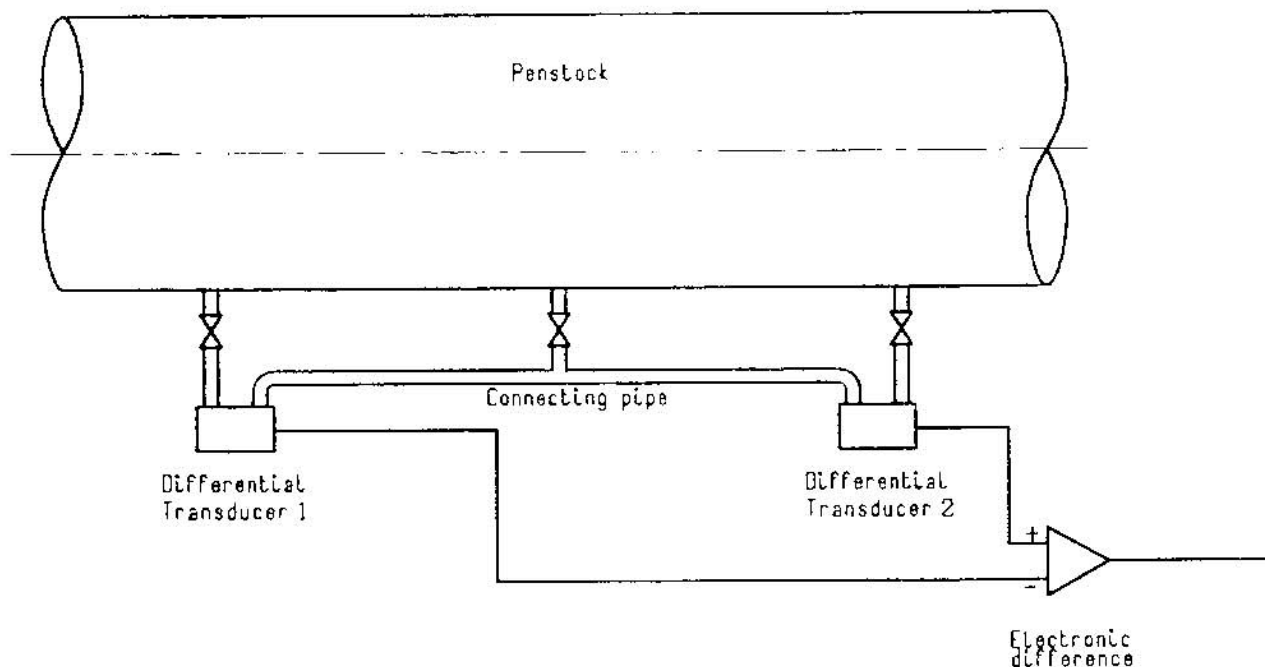 Penstock
Connecting pipe
Differential
Transducer 1
Differential
Transducer 2
+
-
Electronic
difference